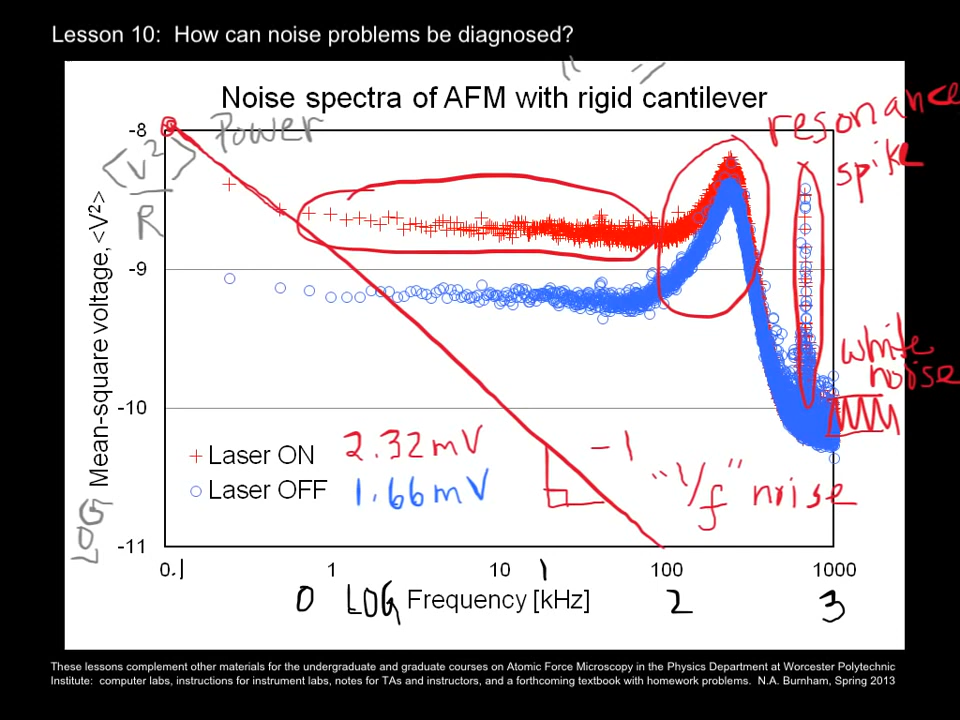 Lesson 10:  How can noise problems be diagnosed?
Noise spectra of AFM with rigid cantilever
Power
resonance
spike
<v²>
R
-8
-9
-10
-11
LOG Mean-square voltage, <V²>
white
noise
+ Laser ON 2.32mV
○ Laser OFF 1.66mV
-1
"1/f" noise
0.1 1 10 100 1000
0 LOG Frequency [kHz] 1 2 3
These lessons complement other materials for the undergraduate and graduate courses on Atomic Force Microscopy in the Physics Department at Worcester Polytechnic
Institute:  computer labs, instructions for instrument labs, notes for TAs and instructors, and a forthcoming textbook with homework problems.  N.A. Burnham, Spring 2013